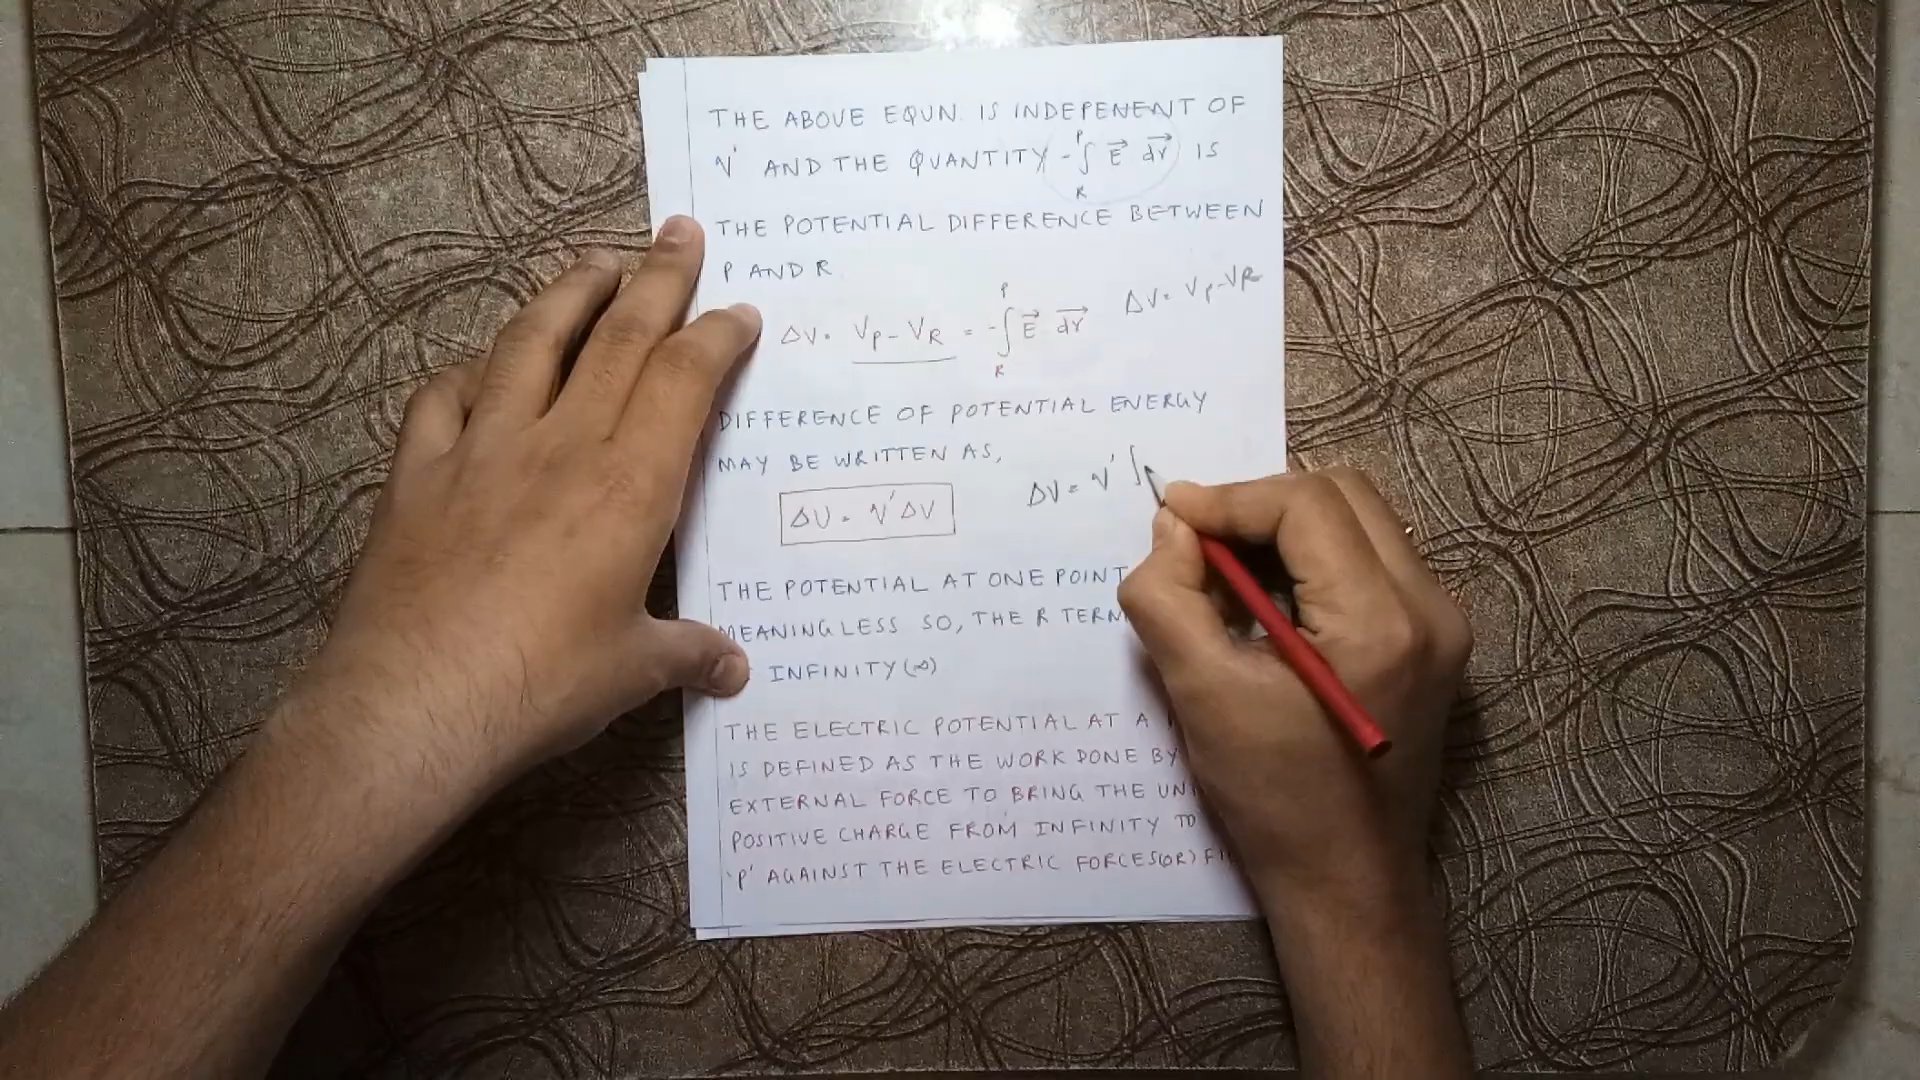 THE ABOVE EQUN. IS INDEPENENT OF
q' AND THE QUANTITY -∫ᴿᴾ E⃗ dr⃗ IS
THE POTENTIAL DIFFERENCE BETWEEN
P AND R
ΔV = VP - VR = -∫ᴿᴾ E⃗ dr⃗
ΔV = VP - VR
DIFFERENCE OF POTENTIAL ENERGY
MAY BE WRITTEN AS,
ΔU = q' ΔV
ΔU = q' ∫
THE POTENTIAL AT ONE POINT
MEANINGLESS SO, THE R TERM
INFINITY (∞)
THE ELECTRIC POTENTIAL AT A
IS DEFINED AS THE WORK DONE BY
EXTERNAL FORCE TO BRING THE
POSITIVE CHARGE FROM INFINITY TO
'P' AGAINST THE ELECTRIC FORCES (OR)